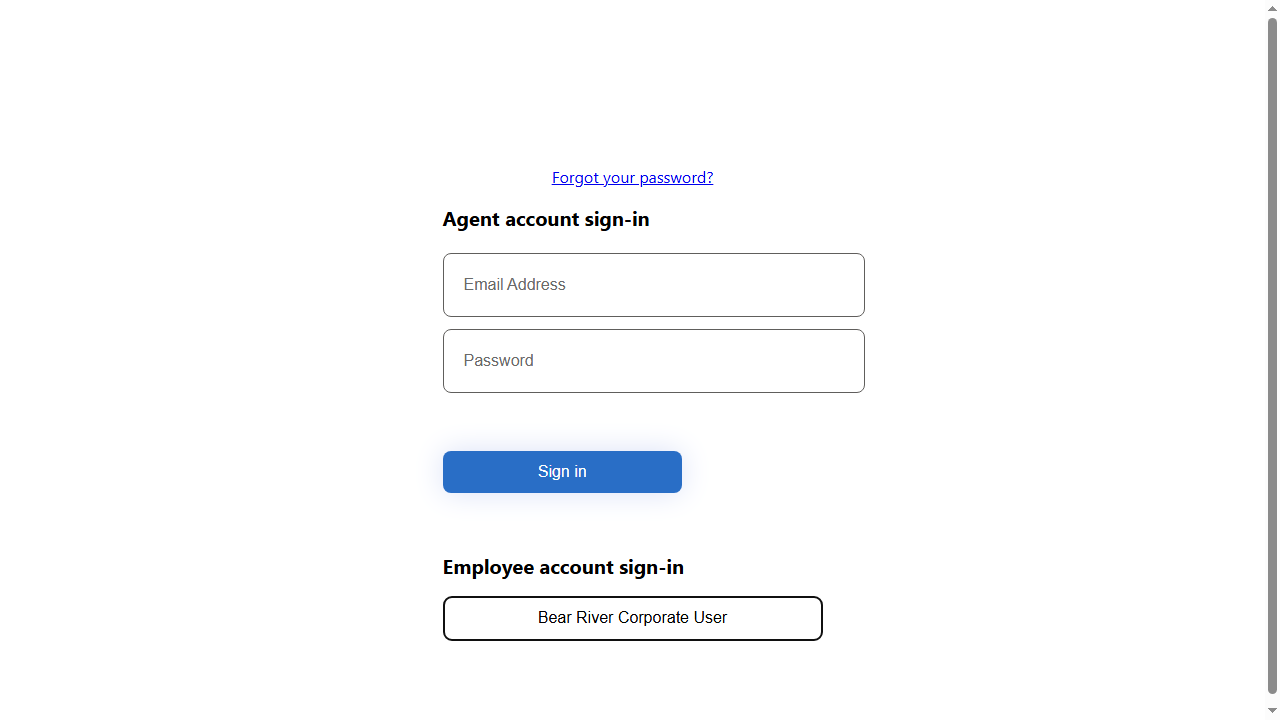 Forgot your password?
Agent account sign-in
Email Address
Password
Sign in
Employee account sign-in
Bear River Corporate User